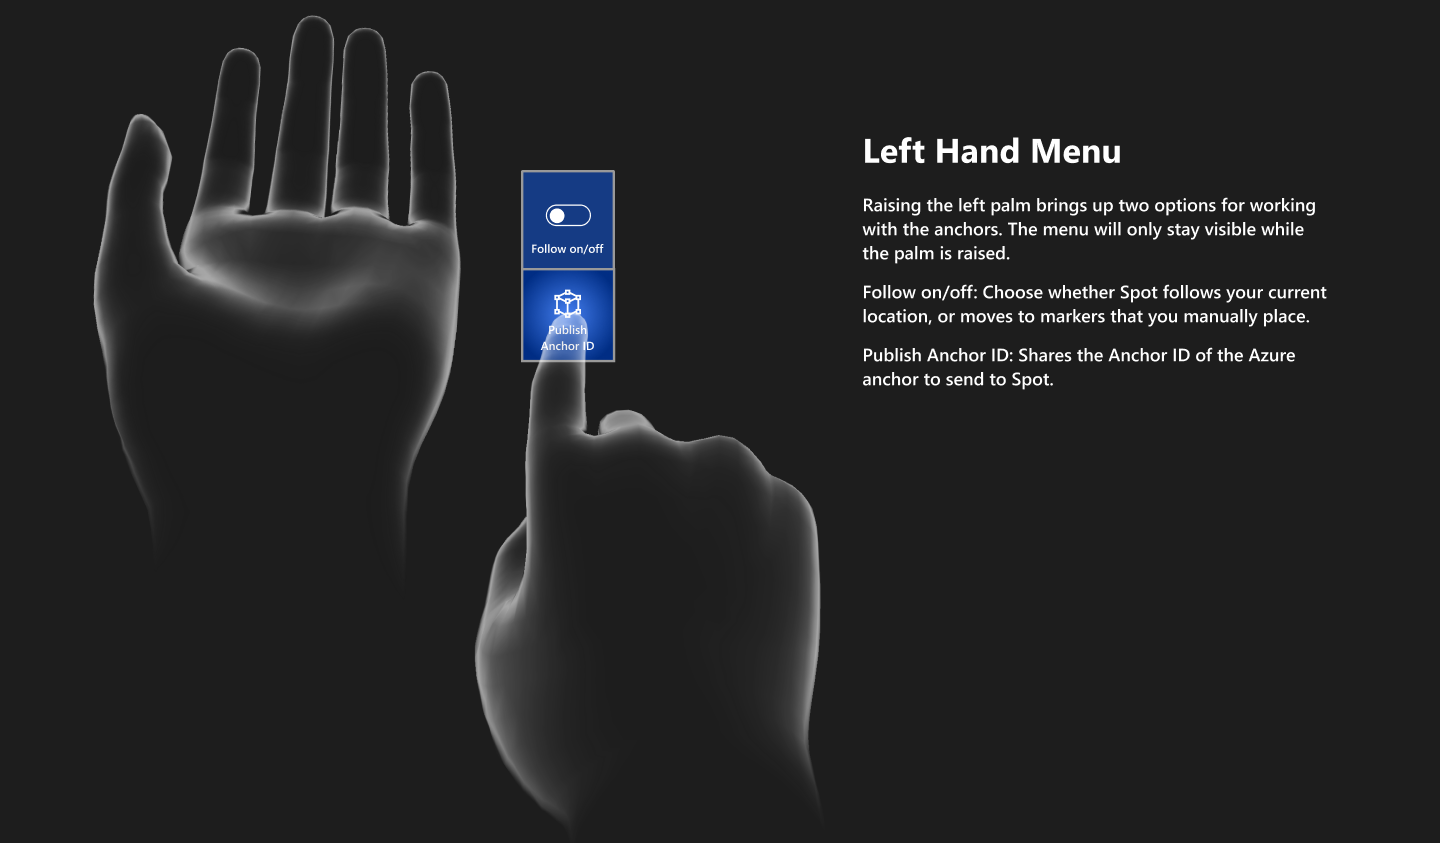 Left Hand Menu
Raising the left palm brings up two options for working
with the anchors. The menu will only stay visible while
the palm is raised.
Follow on/off: Choose whether Spot follows your current
location, or moves to markers that you manually place.
Publish Anchor ID: Shares the Anchor ID of the Azure
anchor to send to Spot.
Follow on/off
Publish
Anchor ID